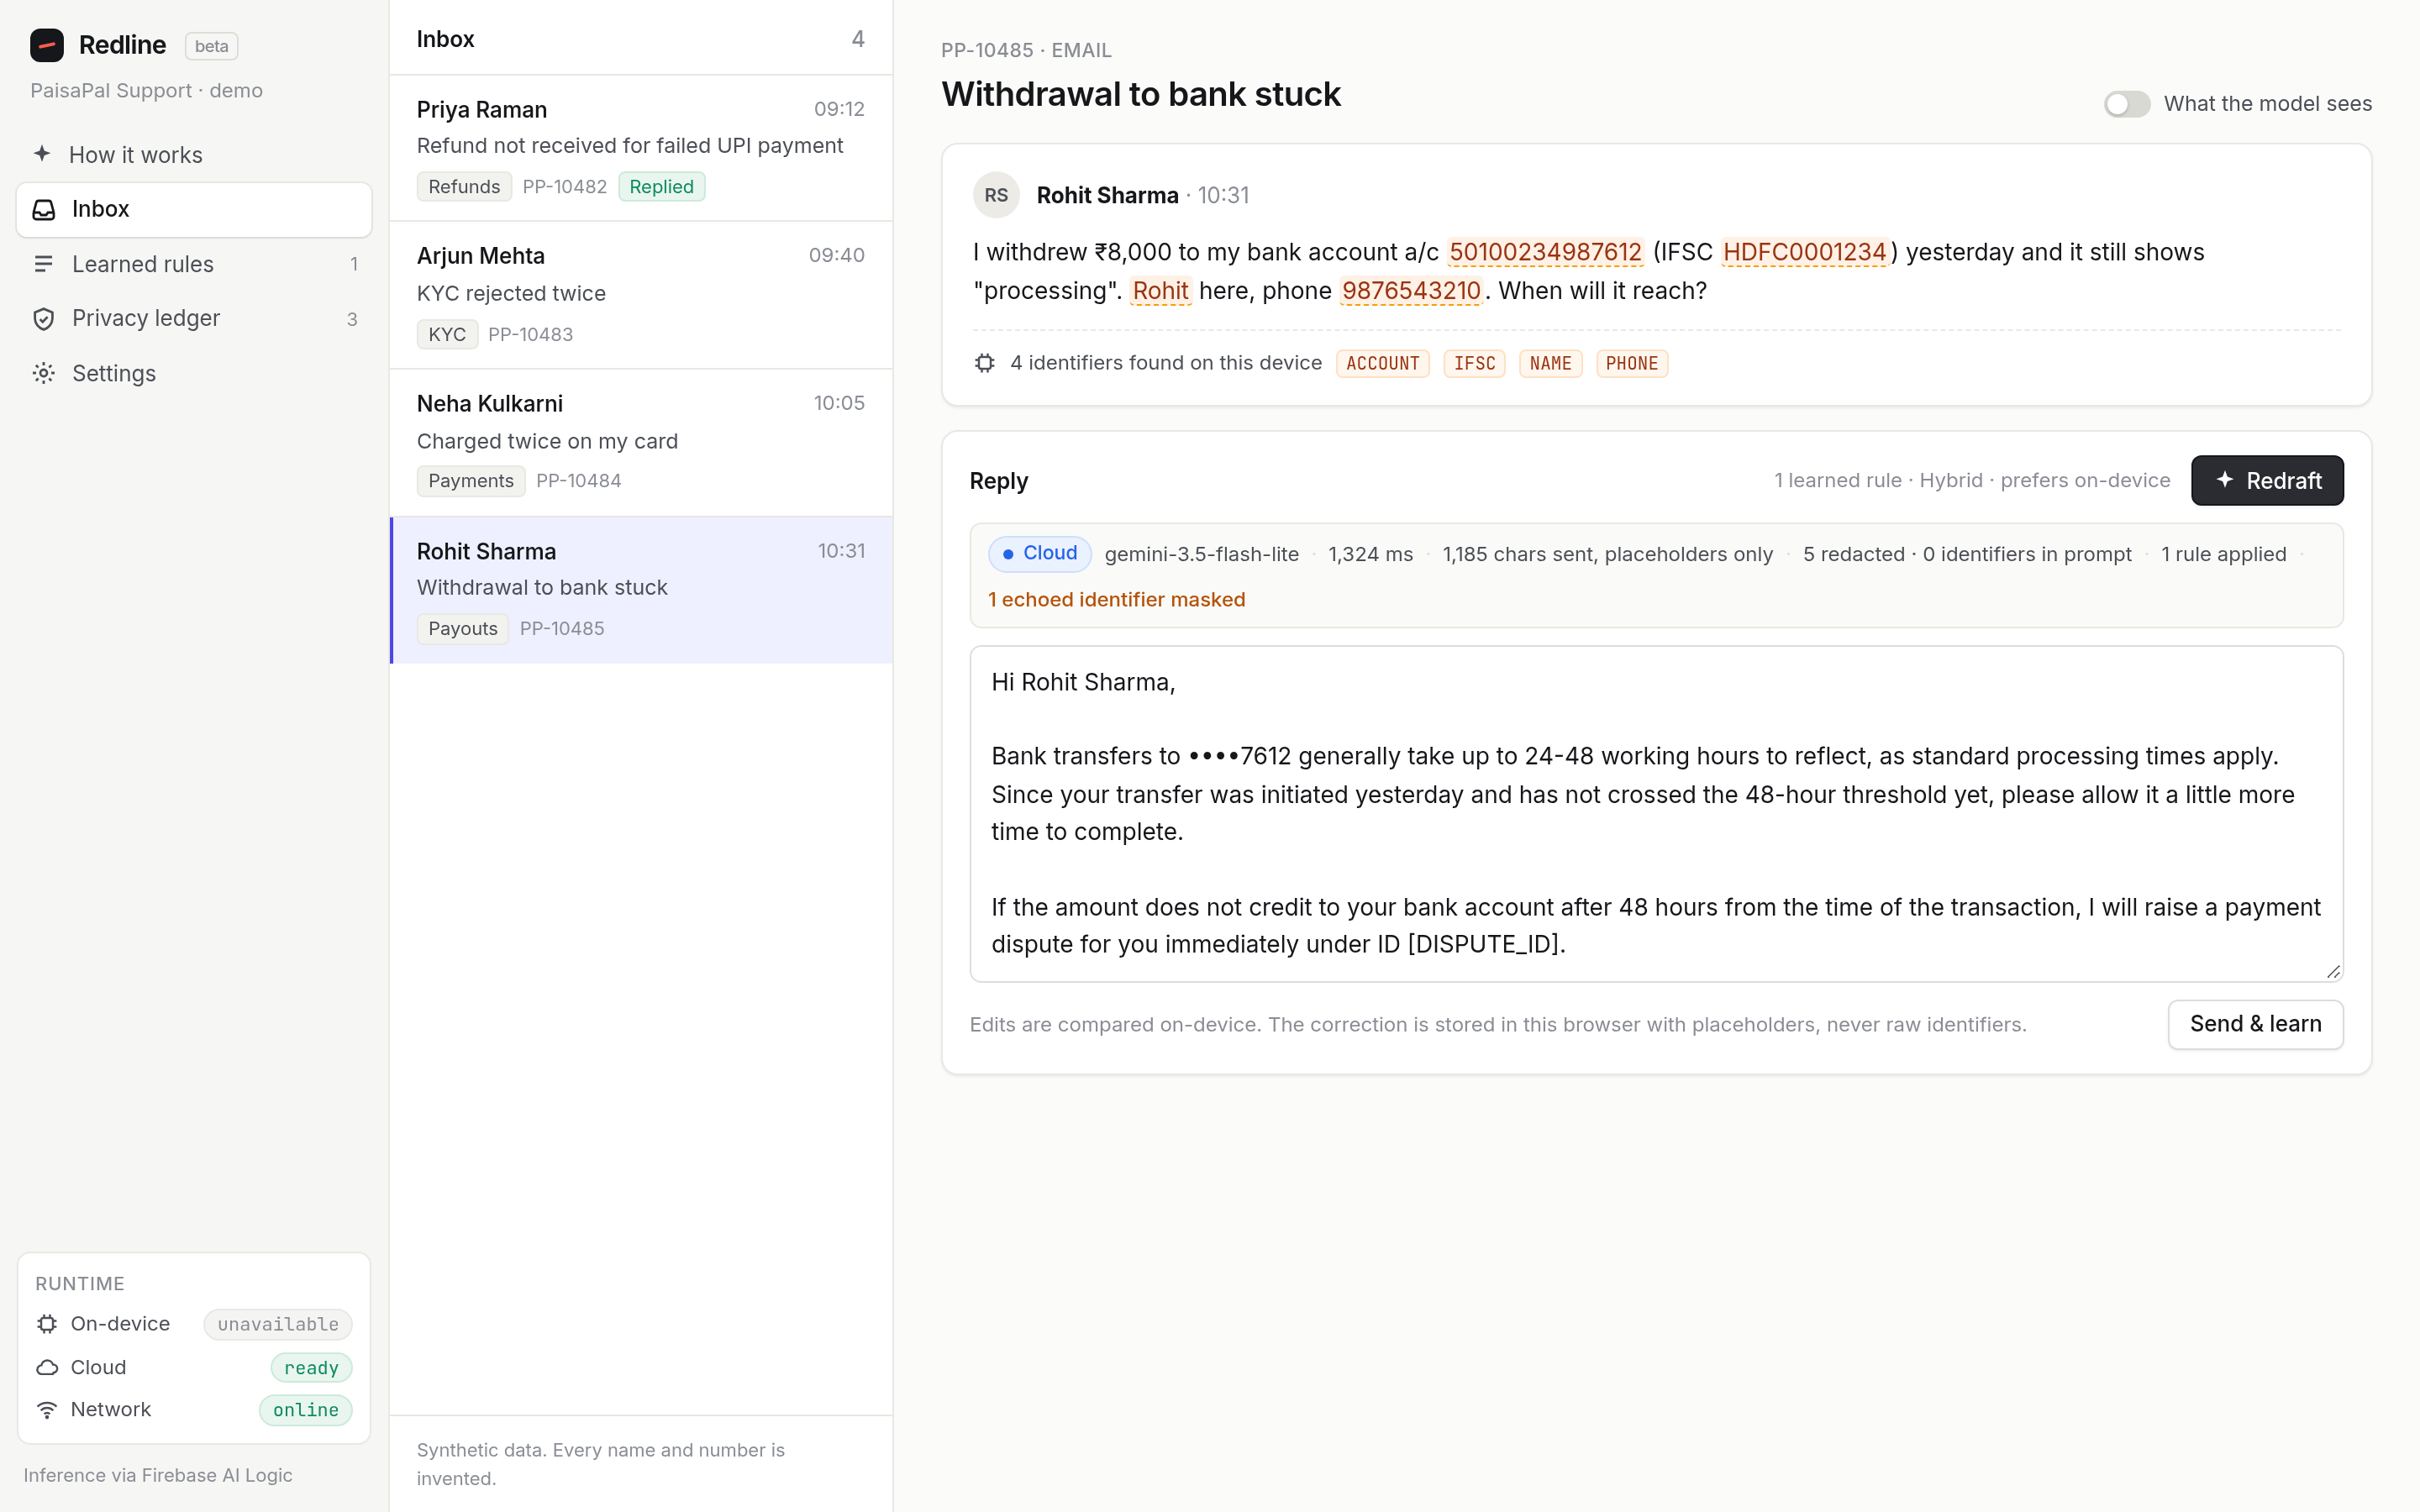 Redline beta
PaisaPal Support · demo
How it works
Inbox
Learned rules 1
Privacy ledger 3
Settings
RUNTIME
On-device unavailable
Cloud ready
Network online
Inference via Firebase AI Logic
Inbox 4
Priya Raman 09:12
Refund not received for failed UPI payment
Refunds PP-10482 Replied
Arjun Mehta 09:40
KYC rejected twice
KYC PP-10483
Neha Kulkarni 10:05
Charged twice on my card
Payments PP-10484
Rohit Sharma 10:31
Withdrawal to bank stuck
Payouts PP-10485
Synthetic data. Every name and number is
invented.
PP-10485 · EMAIL
Withdrawal to bank stuck
What the model sees
RS Rohit Sharma · 10:31
I withdrew ₹8,000 to my bank account a/c 50100234987612 (IFSC HDFC0001234) yesterday and it still shows
"processing". Rohit here, phone 9876543210. When will it reach?
4 identifiers found on this device ACCOUNT IFSC NAME PHONE
Reply 1 learned rule · Hybrid · prefers on-device Redraft
Cloud gemini-3.5-flash-lite · 1,324 ms · 1,185 chars sent, placeholders only · 5 redacted · 0 identifiers in prompt · 1 rule applied ·
1 echoed identifier masked
Hi Rohit Sharma,
Bank transfers to ••••7612 generally take up to 24-48 working hours to reflect, as standard processing times apply.
Since your transfer was initiated yesterday and has not crossed the 48-hour threshold yet, please allow it a little more
time to complete.
If the amount does not credit to your bank account after 48 hours from the time of the transaction, I will raise a payment
dispute for you immediately under ID [DISPUTE_ID].
Edits are compared on-device. The correction is stored in this browser with placeholders, never raw identifiers.
Send & learn